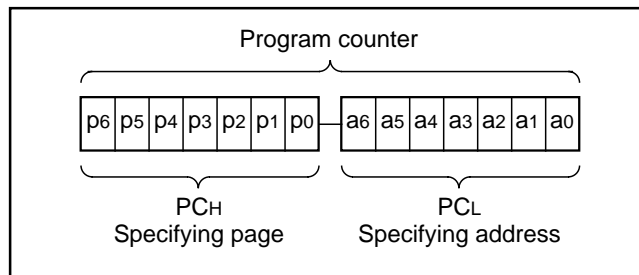 Program counter
p6 p5 p4 p3 p2 p1 p0 a6 a5 a4 a3 a2 a1 a0
PCH PCL
Specifying page Specifying address